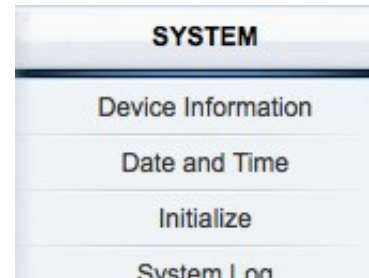 SYSTEM
Device Information
Date and Time
Initialize
System Log